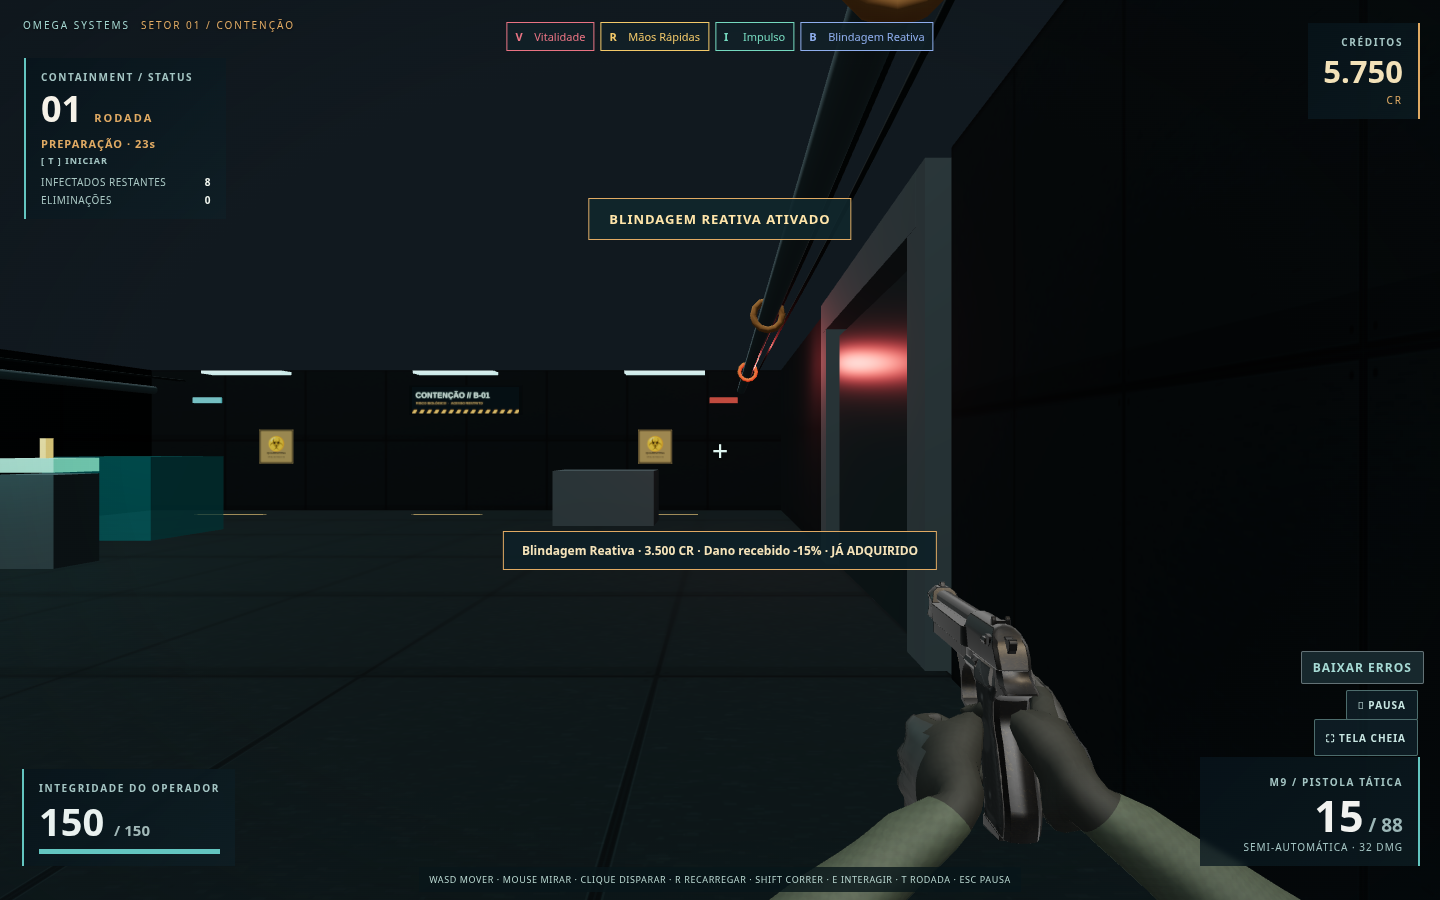 OMEGA SYSTEMS SETOR 01 / CONTENÇÃO
V Vitalidade
R Mãos Rápidas
I Impulso
B Blindagem Reativa
CRÉDITOS
5.750
CR
CONTAINMENT / STATUS
01 RODADA
PREPARAÇÃO · 23s
[ T ] INICIAR
INFECTADOS RESTANTES 8
ELIMINAÇÕES 0
BLINDAGEM REATIVA ATIVADO
CONTENÇÃO // B-01
Blindagem Reativa · 3.500 CR · Dano recebido -15% · JÁ ADQUIRIDO
BAIXAR ERROS
PAUSA
TELA CHEIA
INTEGRIDADE DO OPERADOR
150 / 150
M9 / PISTOLA TÁTICA
15 / 88
SEMI-AUTOMÁTICA · 32 DMG
WASD MOVER · MOUSE MIRAR · CLIQUE DISPARAR · R RECARREGAR · SHIFT CORRER · E INTERAGIR · T RODADA · ESC PAUSA